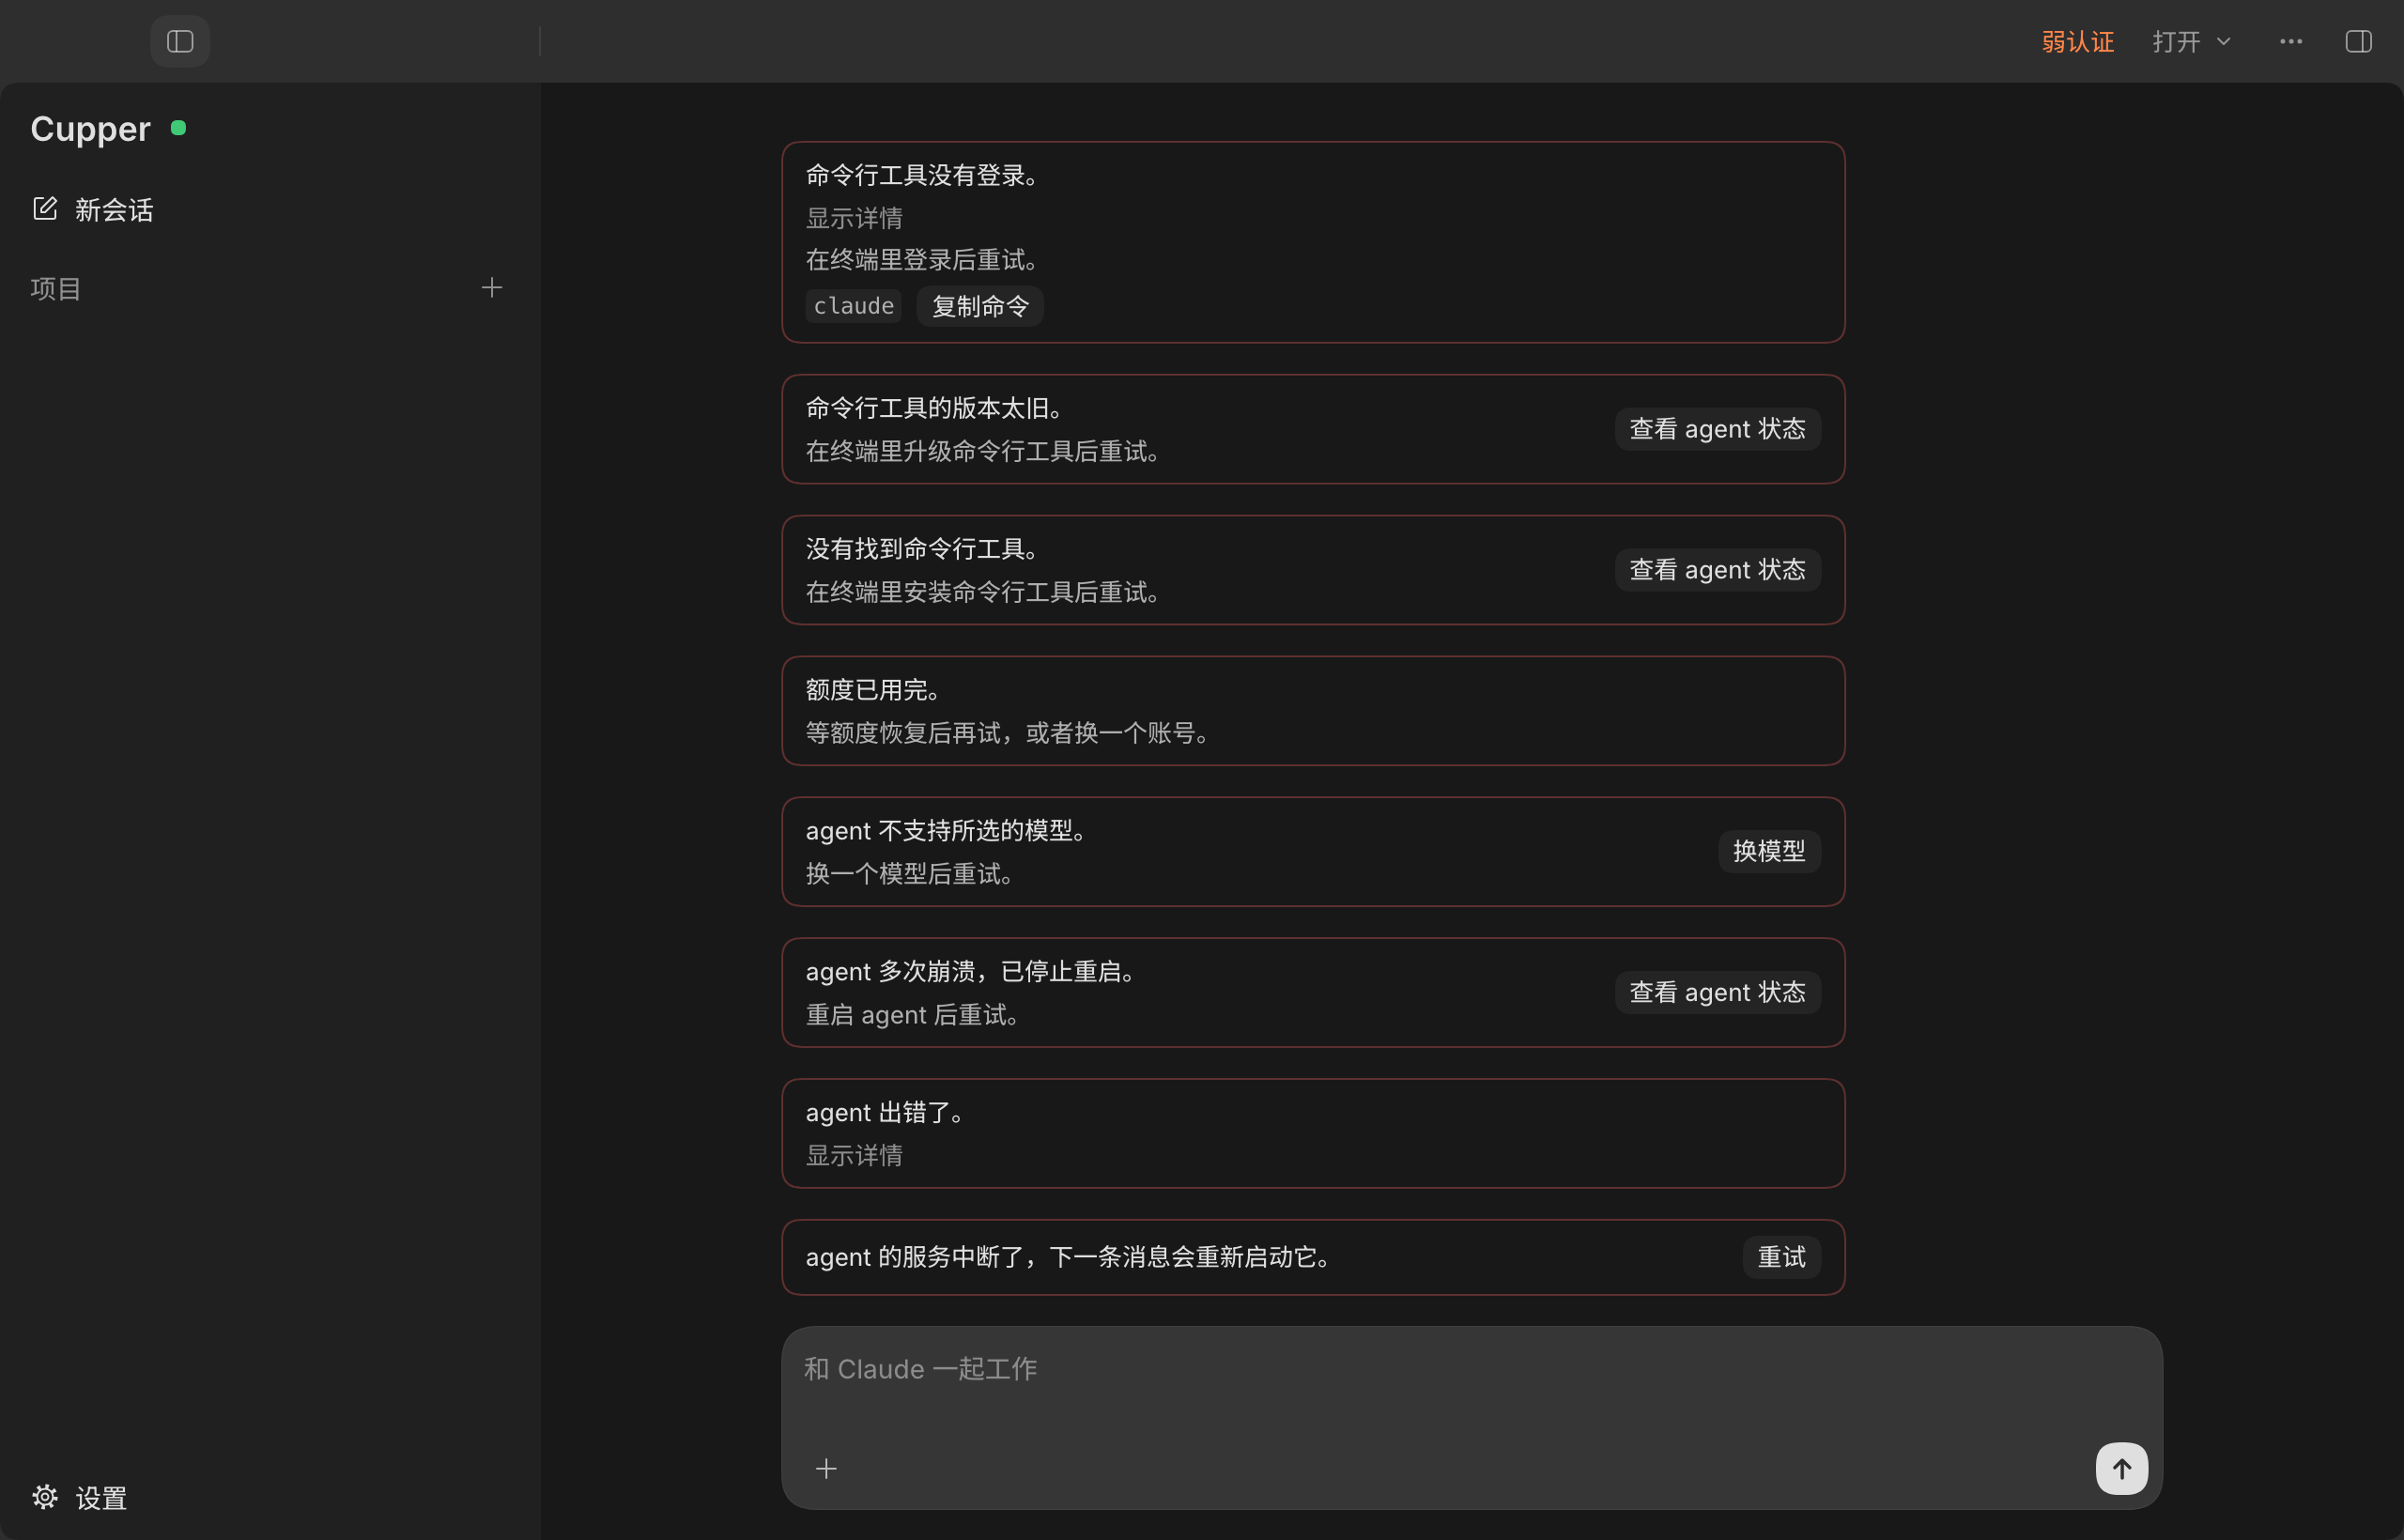 弱认证
打开
Cupper
新会话
项目
命令行工具没有登录。
显示详情
在终端里登录后重试。
claude 复制命令
命令行工具的版本太旧。
在终端里升级命令行工具后重试。
查看 agent 状态
没有找到命令行工具。
在终端里安装命令行工具后重试。
查看 agent 状态
额度已用完。
等额度恢复后再试，或者换一个账号。
agent 不支持所选的模型。
换一个模型后重试。
换模型
agent 多次崩溃，已停止重启。
重启 agent 后重试。
查看 agent 状态
agent 出错了。
显示详情
agent 的服务中断了，下一条消息会重新启动它。
重试
和 Claude 一起工作
设置